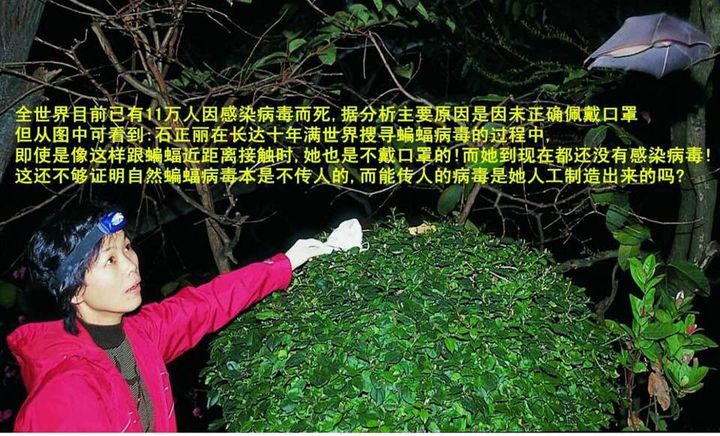 全世界目前已有11万人因感染病毒而死,据分析主要原因是因未正确佩戴口罩
但从图中可看到:石正丽在长达十年满世界搜寻蝙蝠病毒的过程中,
即使是像这样跟蝙蝠近距离接触时,她也是不戴口罩的!而她到现在都还没有感染病毒!
这还不够证明自然蝙蝠病毒本是不传人的,而能传人的病毒是她人工制造出来的吗?